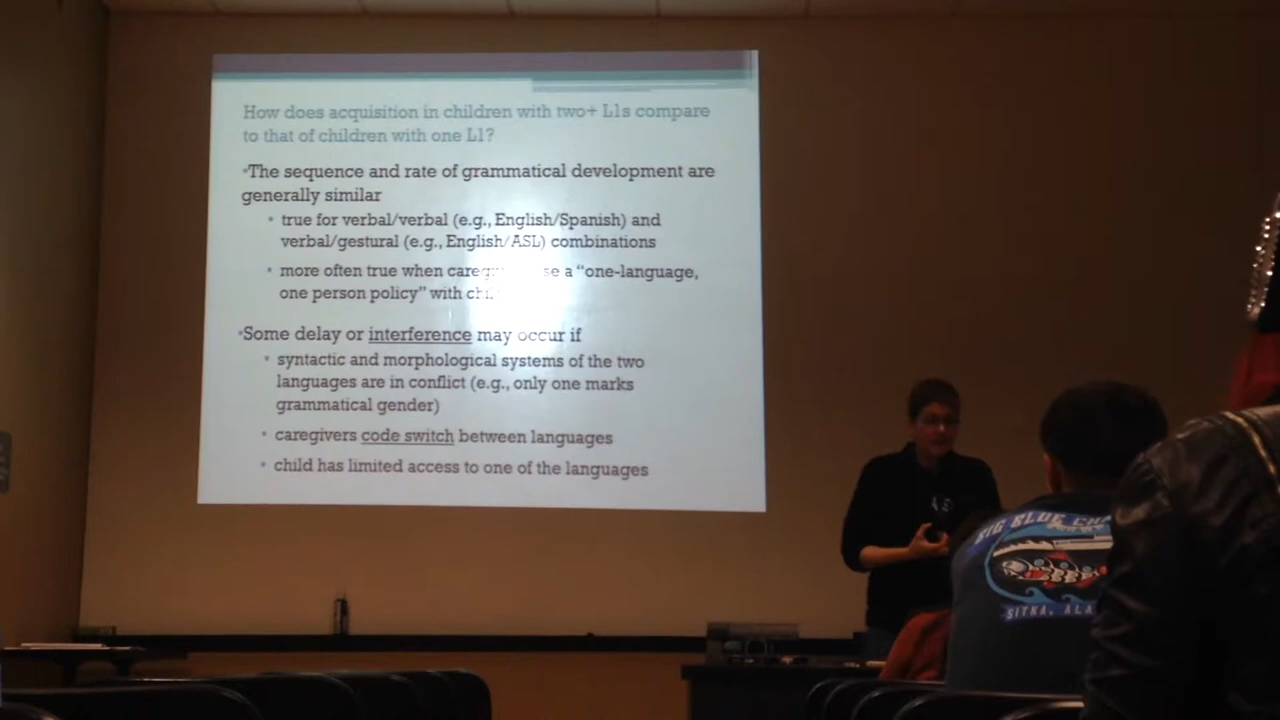 How does acquisition in children with two+ L1s compare
to that of children with one L1?
•The sequence and rate of grammatical development are
generally similar
• true for verbal/verbal (e.g., English/Spanish) and
verbal/gestural (e.g., English/ASL) combinations
• more often true when a “one-language,
one person policy” with
•Some delay or interference may occur if
• syntactic and morphological systems of the two
languages are in conflict (e.g., only one marks
grammatical gender)
• caregivers code switch between languages
• child has limited access to one of the languages
BIG BLUE
SITKA,